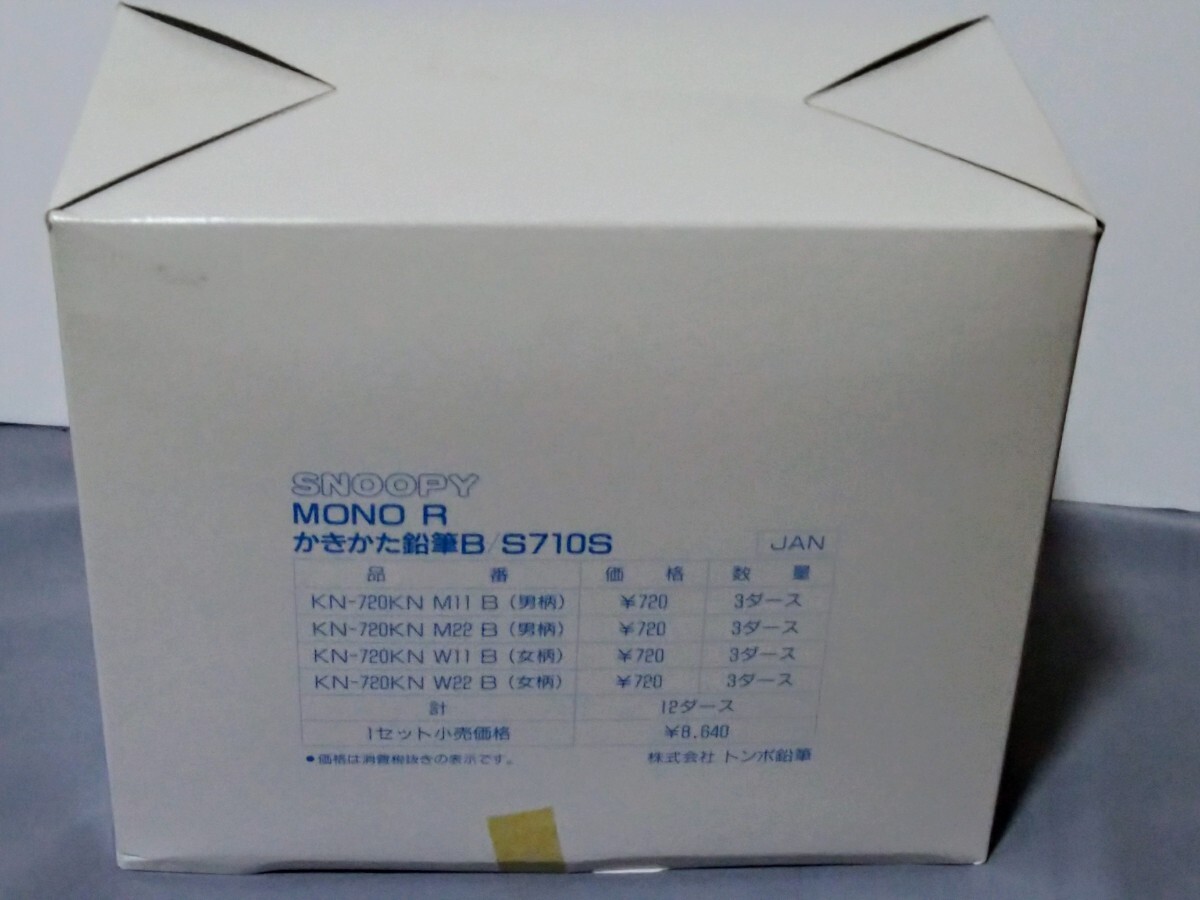 SNOOPY
MONO R
かきかた鉛筆B/S710S
JAN
品 番 価 格 数 量
KN-720KN M11 B (男柄) ¥720 3ダース
KN-720KN M22 B (男柄) ¥720 3ダース
KN-720KN W11 B (女柄) ¥720 3ダース
KN-720KN W22 B (女柄) ¥720 3ダース
計 12ダース
1セット小売価格 ¥8,640
●価格は消費税抜きの表示です。 株式会社 トンボ鉛筆